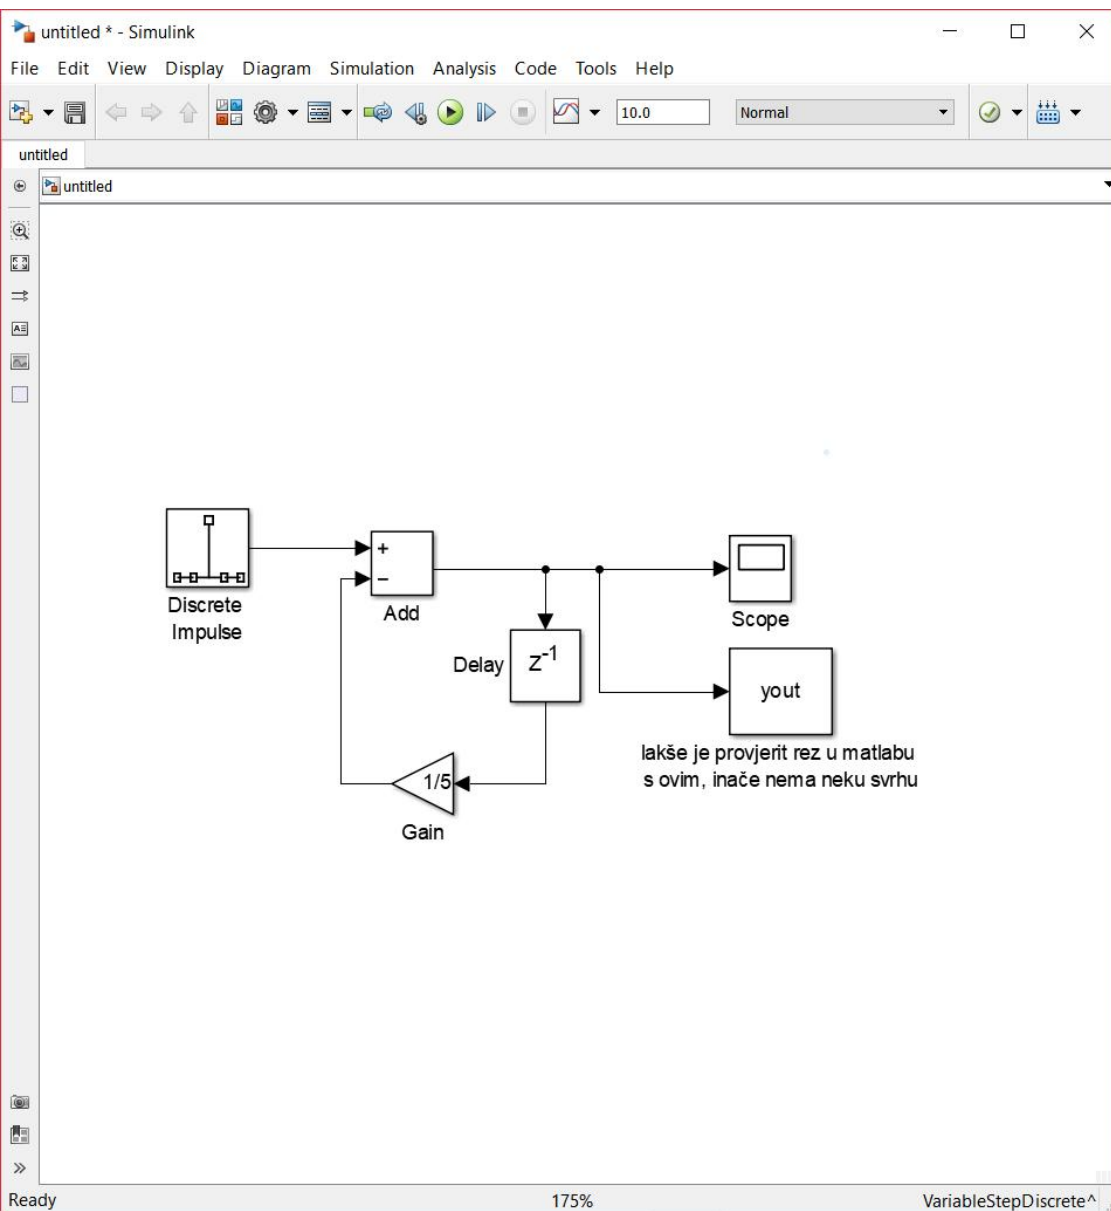 untitled * - Simulink
File Edit View Display Diagram Simulation Analysis Code Tools Help
10.0 Normal
untitled
untitled
+
−
Discrete
Impulse
Add
Scope
Delay
z-1
yout
lakše je provjerit rez u matlabu
s ovim, inače nema neku svrhu
1/5
Gain
Ready 175% VariableStepDiscrete^